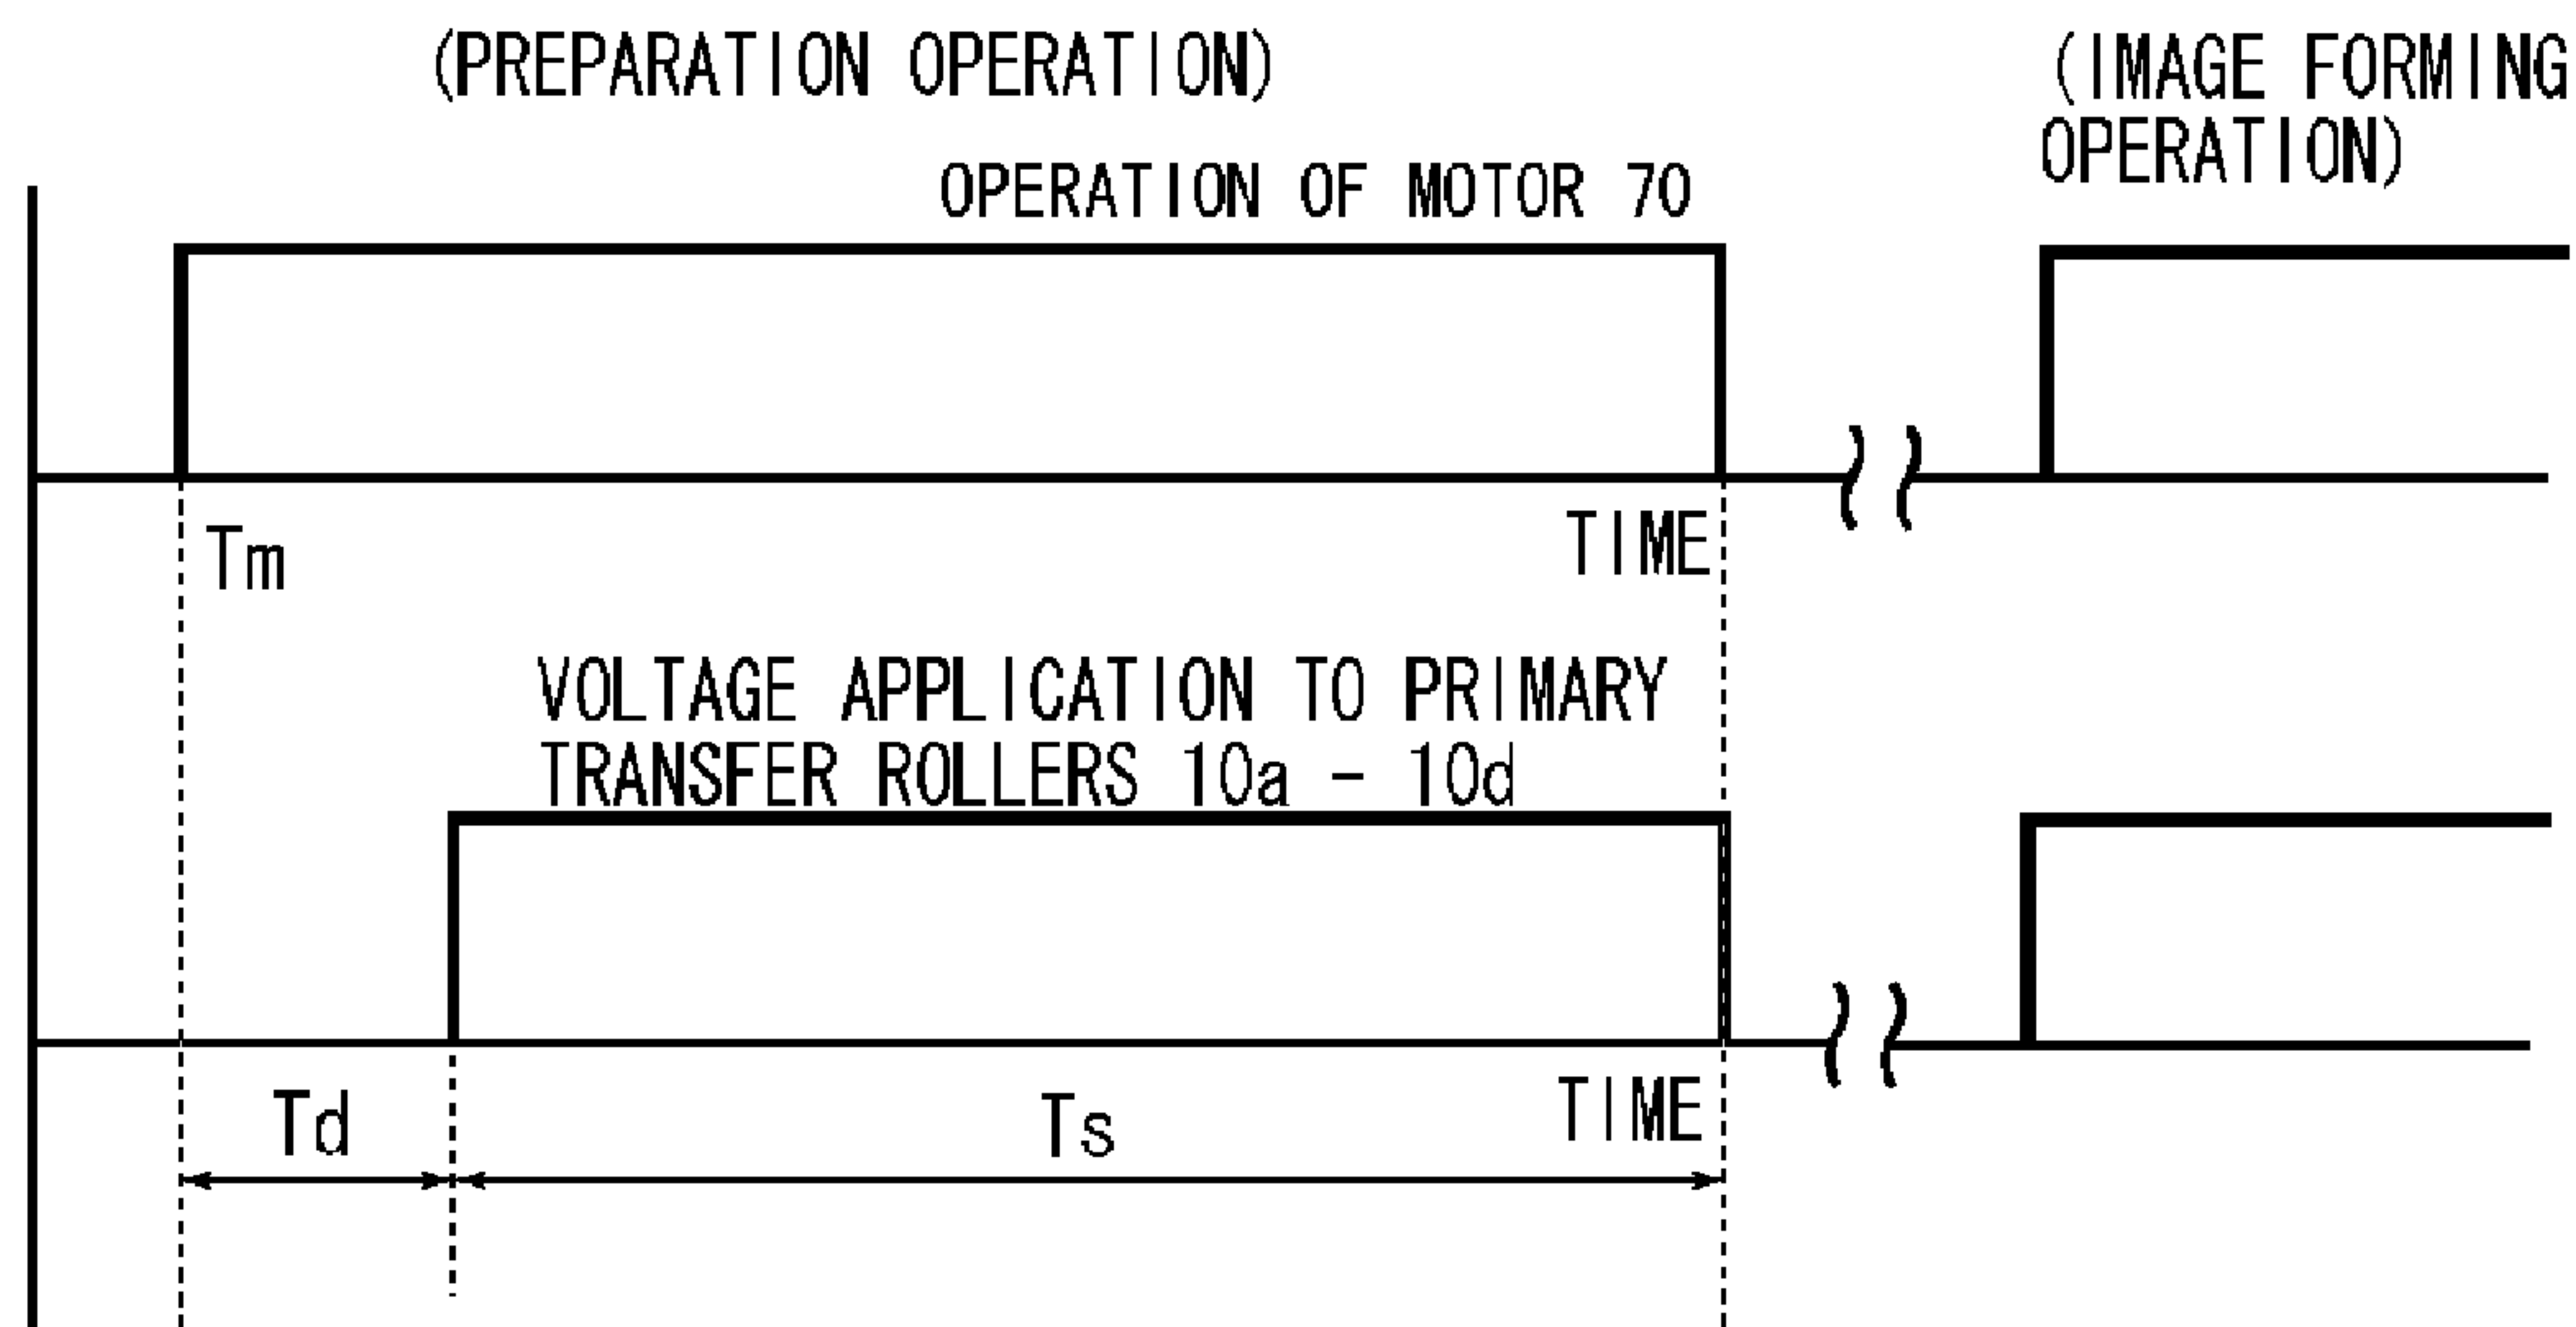 (PREPARATION OPERATION)
(IMAGE FORMING
OPERATION)
OPERATION OF MOTOR 70
Tm
TIME
VOLTAGE APPLICATION TO PRIMARY
TRANSFER ROLLERS 10a - 10d
Td
Ts
TIME